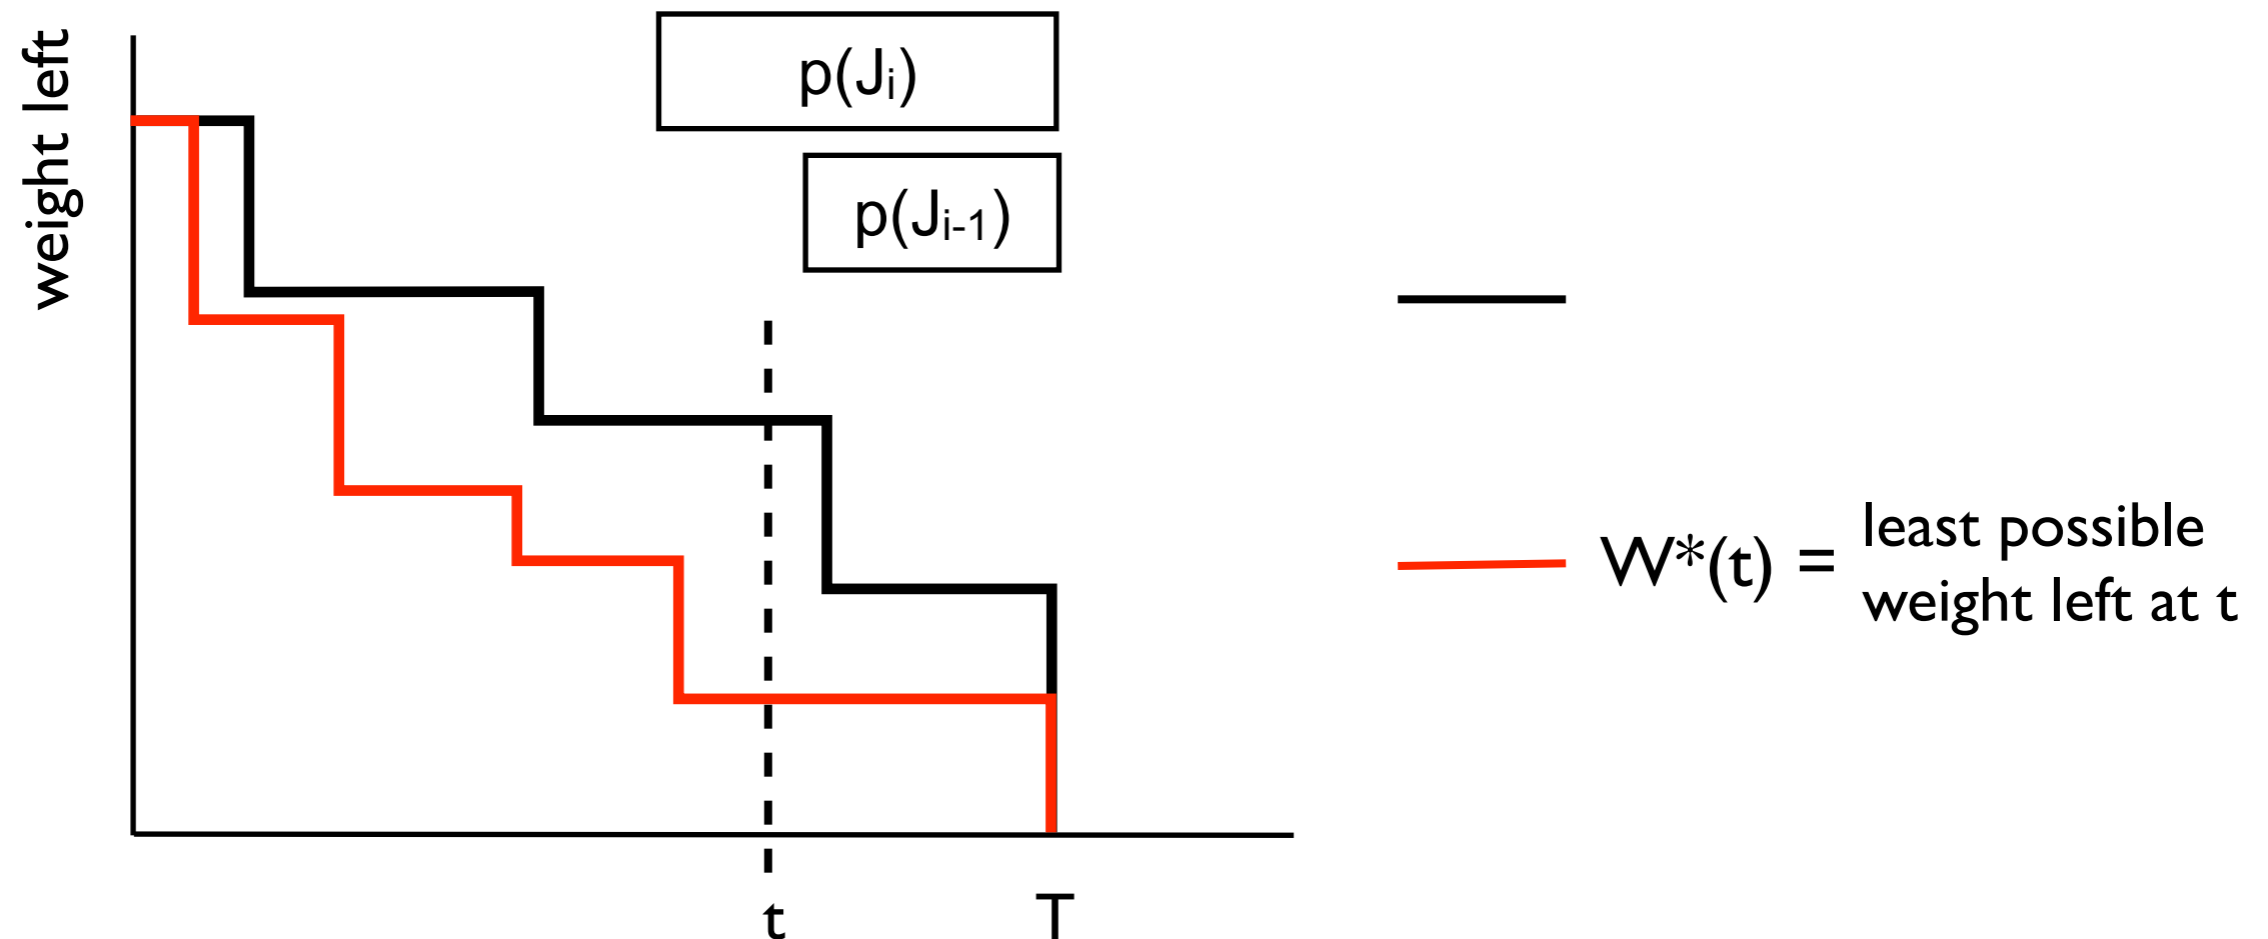 weight left
p(Jᵢ)
p(Jᵢ₋₁)
W*(t) = least possible
weight left at t
t
T